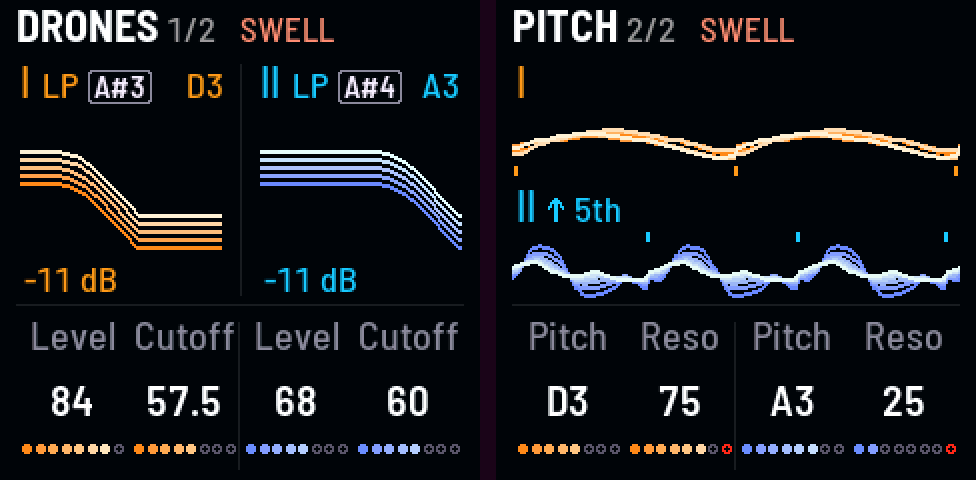 DRONES 1/2 SWELL
I LP A#3 D3
II LP A#4 A3
-11 dB
-11 dB
Level Cutoff Level Cutoff
84 57.5 68 60
PITCH 2/2 SWELL
I
II ↑ 5th
Pitch Reso Pitch Reso
D3 75 A3 25